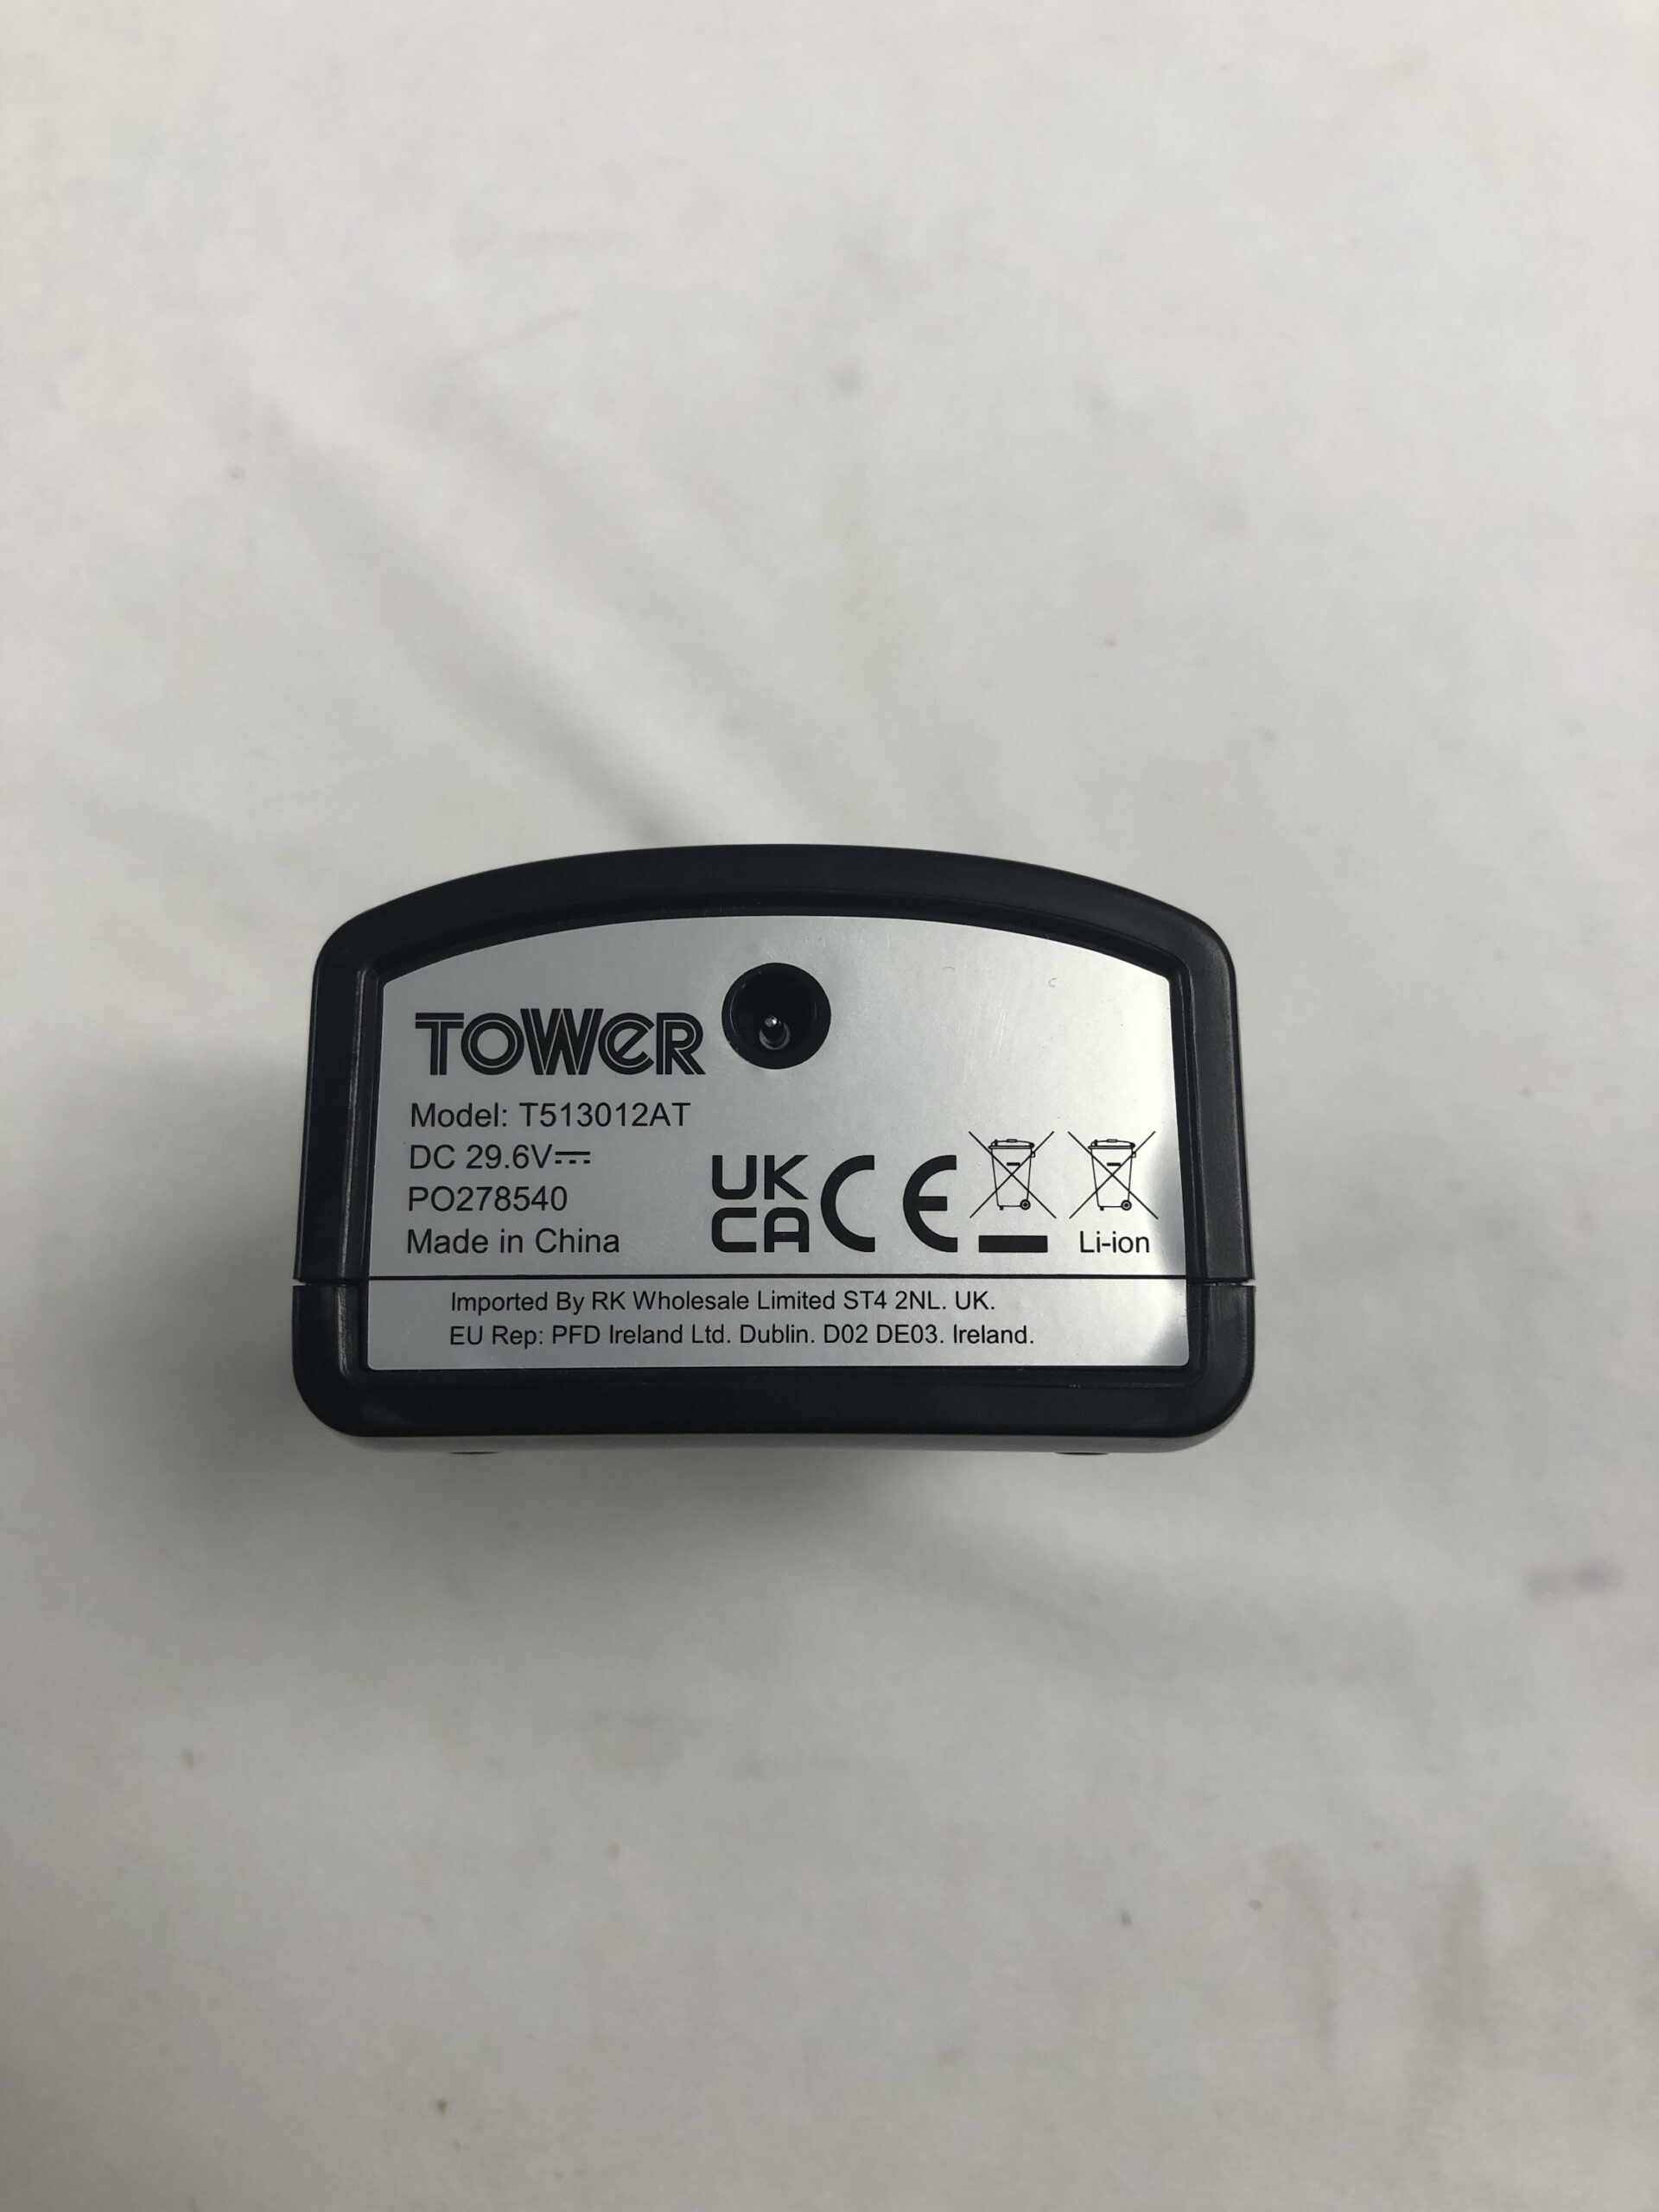 TOWER
Model: T513012AT
DC 29.6V⎓
PO278540
Made in China
UK
CA CE
Li-ion
Imported By RK Wholesale Limited ST4 2NL. UK.
EU Rep: PFD Ireland Ltd. Dublin. D02 DE03. Ireland.